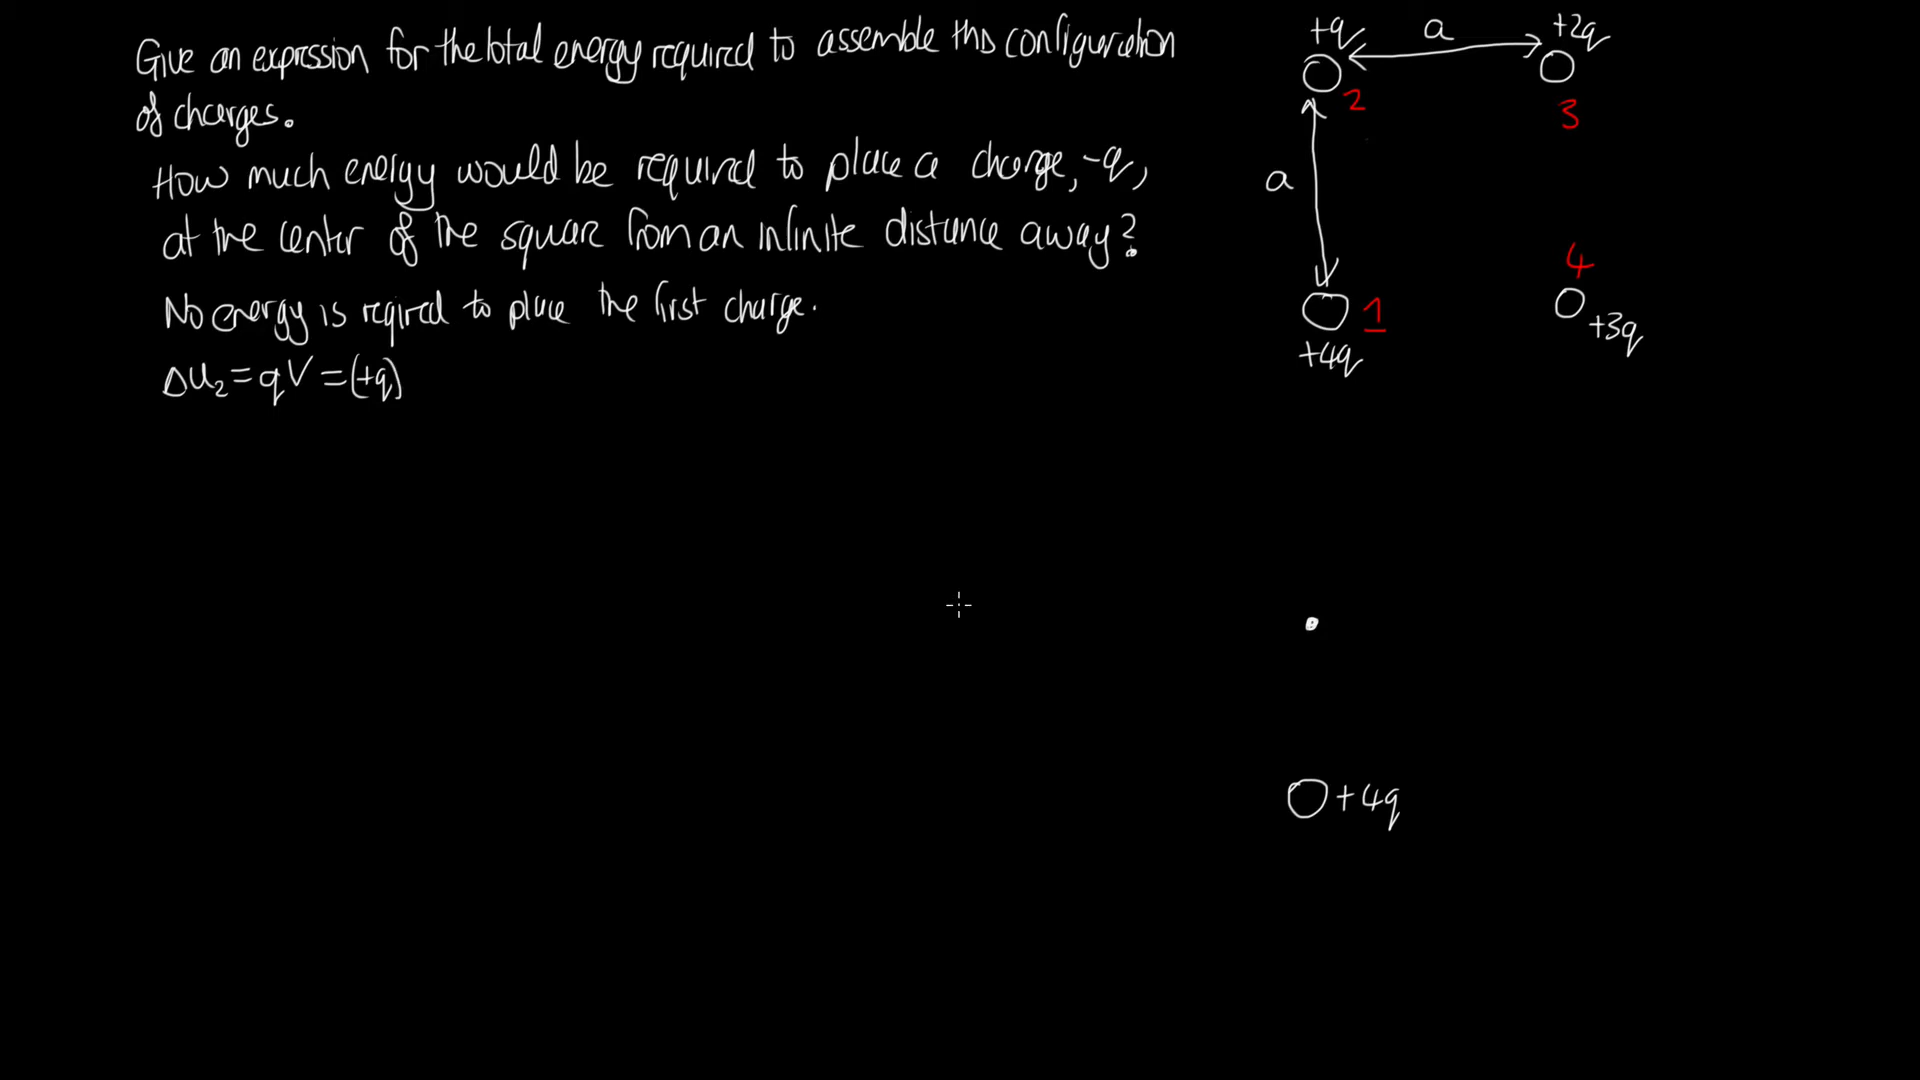 Give an expression for the total energy required to assemble this configuration
of charges.
How much energy would be required to place a charge, -q,
at the center of the square from an infinite distance away?
No energy is reqired to place the first charge.
ΔU₂ = qV = (+q)
+q
a
+2q
2
3
a
4
1
+3q
+4q
+4q